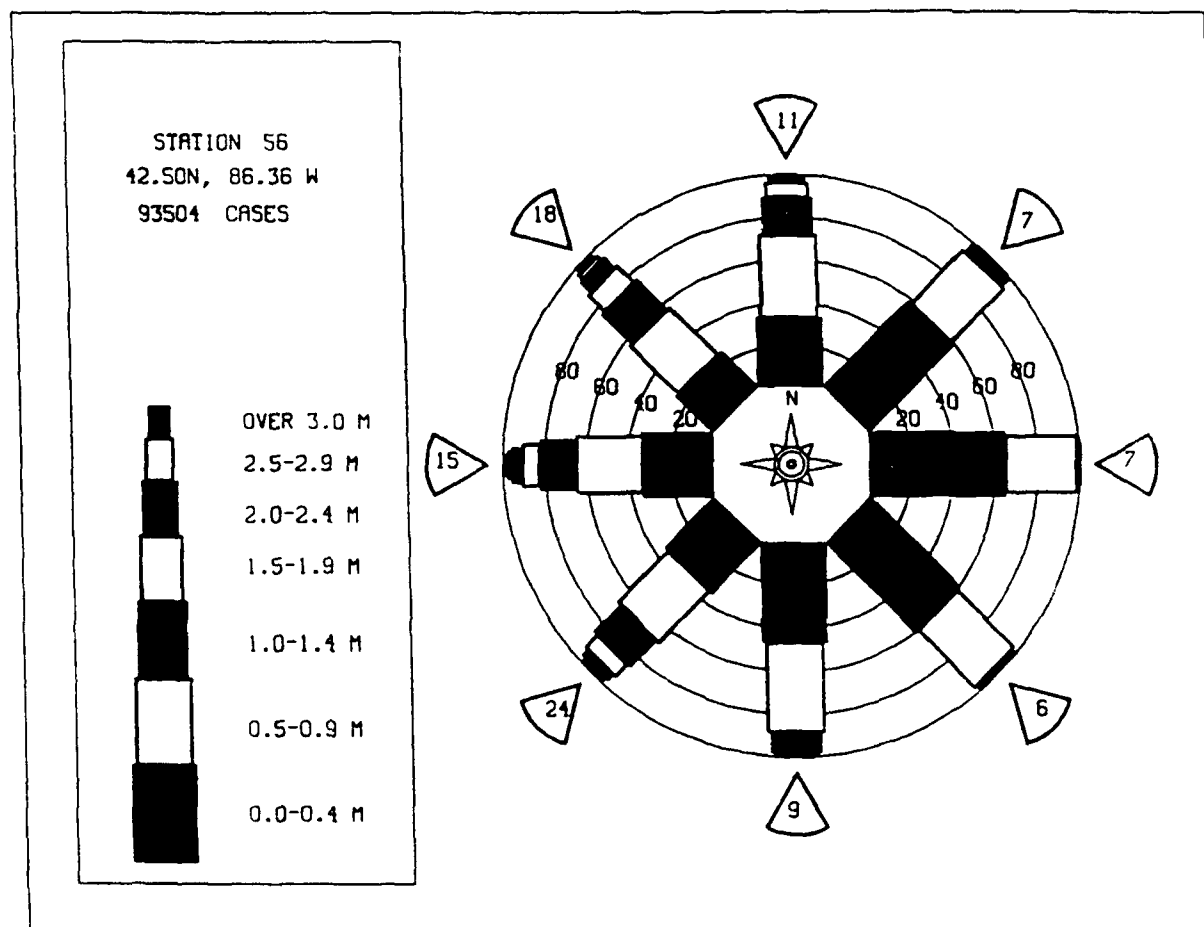 STATION 56
42.50N, 86.36 W
93504 CASES
OVER 3.0 M
2.5-2.9 M
2.0-2.4 M
1.5-1.9 M
1.0-1.4 M
0.5-0.9 M
0.0-0.4 M
11
18
7
80
60
40
20
N
20
40
60
80
15
7
24
6
9